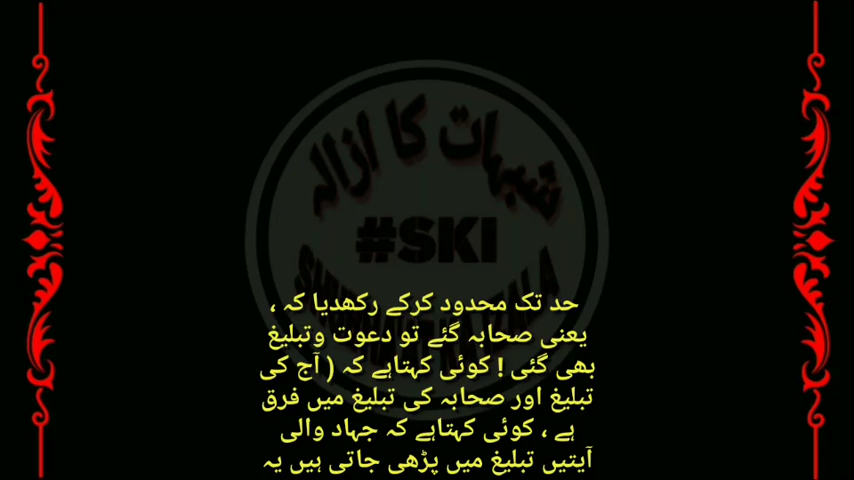 شبہات کا ازالہ
#SKI
حد تک محدود کرکے رکھدیا کہ ،
یعنی صحابہ گئے تو دعوت وتبلیغ
بھی گئی ! کوئی کہتاہے کہ ( آج کی
تبلیغ اور صحابہ کی تبلیغ میں فرق
ہے ، کوئی کہتاہے کہ جہاد والی
آیتیں تبلیغ میں پڑھی جاتی ہیں یہ